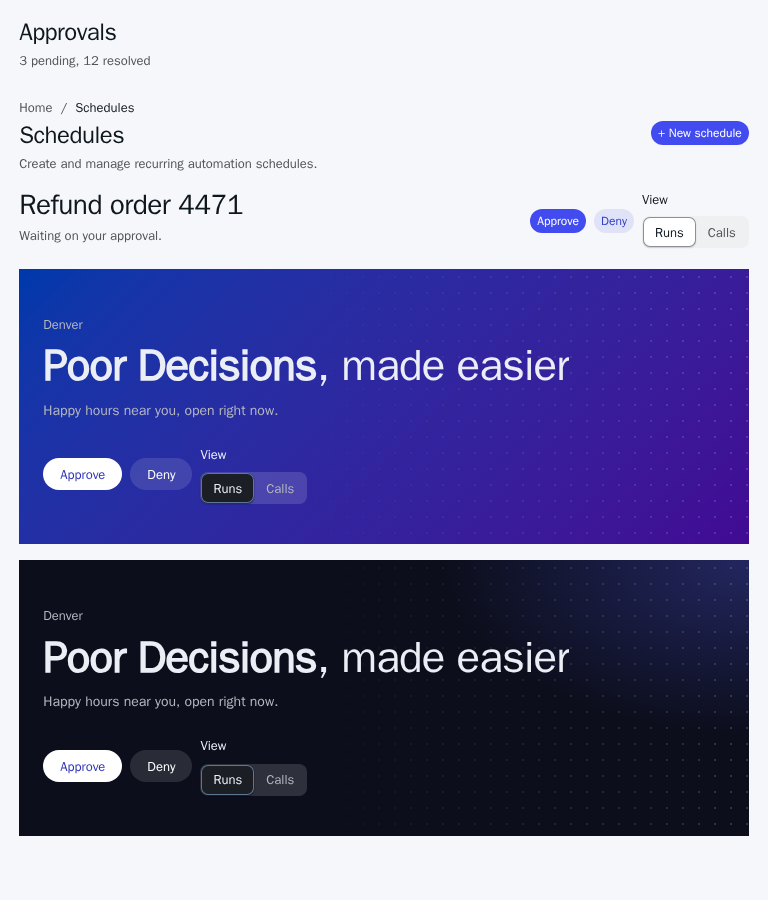 Approvals
3 pending, 12 resolved
Home / Schedules
Schedules
+ New schedule
Create and manage recurring automation schedules.
Refund order 4471
Waiting on your approval.
Approve
Deny
View
Runs
Calls
Denver
Poor Decisions, made easier
Happy hours near you, open right now.
Approve
Deny
View
Runs
Calls
Denver
Poor Decisions, made easier
Happy hours near you, open right now.
Approve
Deny
View
Runs
Calls